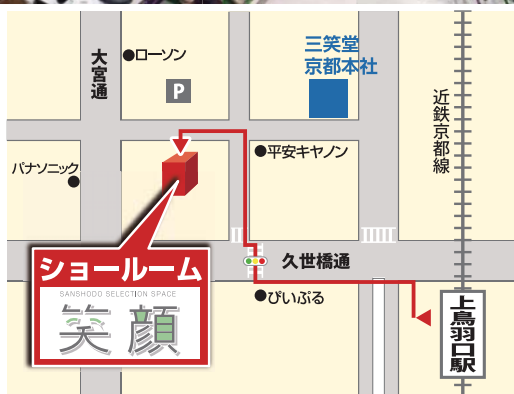 大宮通
ローソン
P
三笑堂
京都本社
近鉄京都線
パナソニック
平安キヤノン
ショールーム
SANSHODO SELECTION SPACE
笑顔
久世橋通
ぴいぷる
上鳥羽口駅